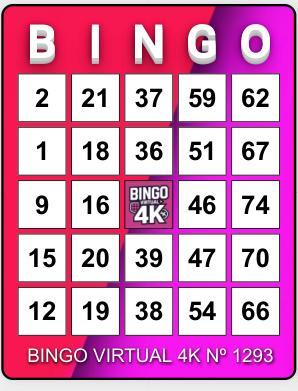 B I N G O
2 21 37 59 62
1 18 36 51 67
9 16 BINGO VIRTUAL 4K 46 74
15 20 39 47 70
12 19 38 54 66
BINGO VIRTUAL 4K Nº 1293